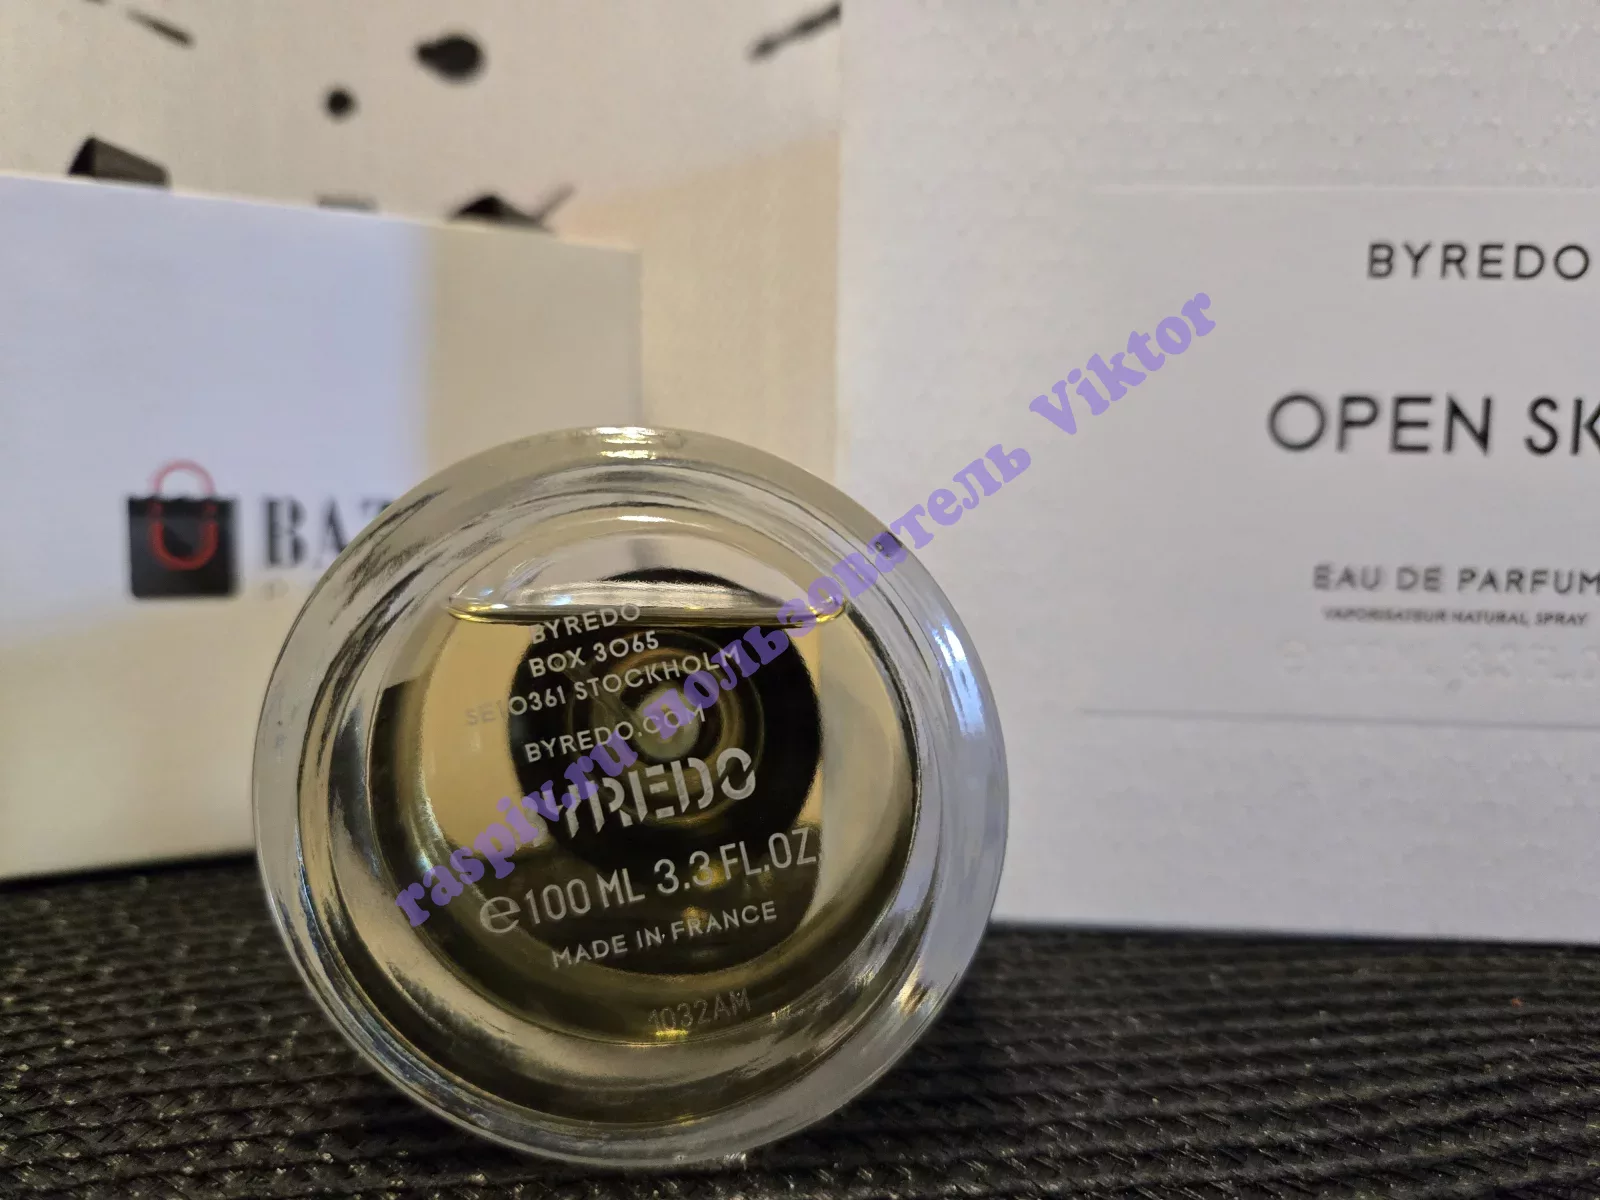 BYREDO
OPEN SK
EAU DE PARFUM
VAPORISATEUR NATURAL SPRAY
BYREDO
BOX 3065
SE10361 STOCKHOLM
BYREDO.COM
BYREDO
e 100 ML 3.3 FL.OZ
MADE IN FRANCE
1032AM
raspiv.ru пользователь Viktor